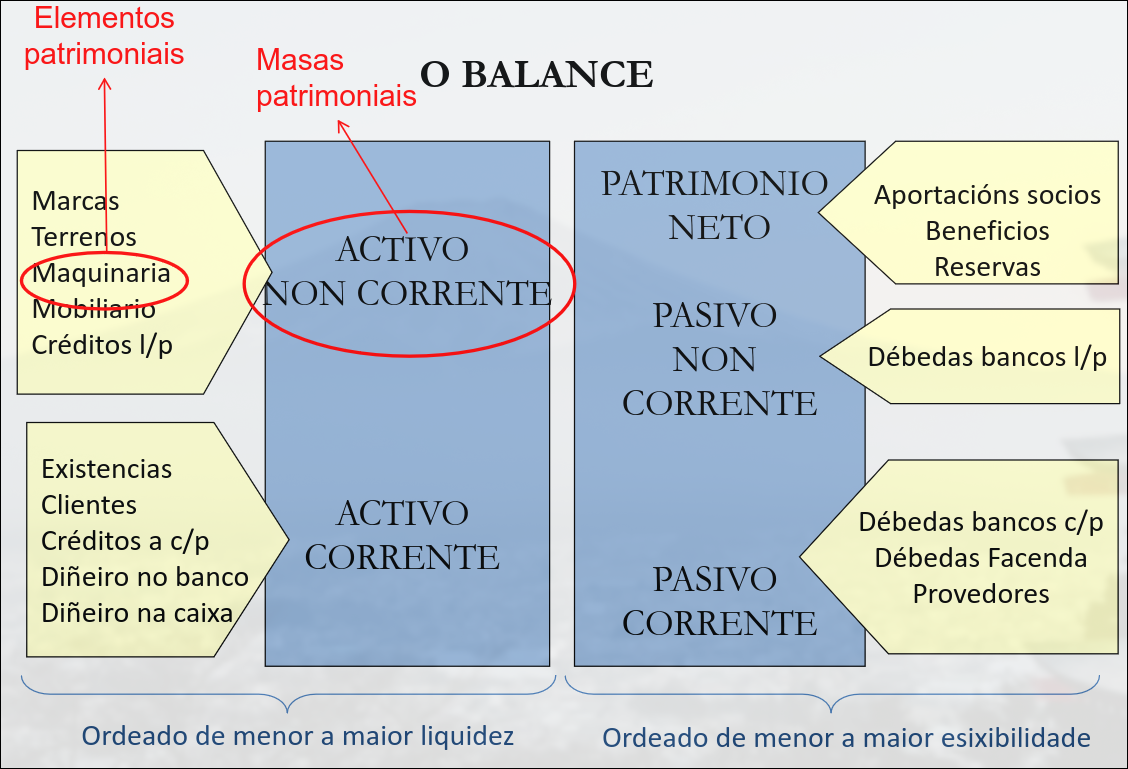 Elementos
patrimoniais
Masas
patrimoniais
O BALANCE
Marcas
Terrenos
Maquinaria
Mobiliario
Créditos l/p
ACTIVO
NON CORRENTE
PATRIMONIO
NETO
Aportacións socios
Beneficios
Reservas
PASIVO
NON
CORRENTE
Débedas bancos l/p
Existencias
Clientes
Créditos a c/p
Diñeiro no banco
Diñeiro na caixa
ACTIVO
CORRENTE
PASIVO
CORRENTE
Débedas bancos c/p
Débedas Facenda
Provedores
Ordeado de menor a maior liquidez
Ordeado de menor a maior esixibilidade